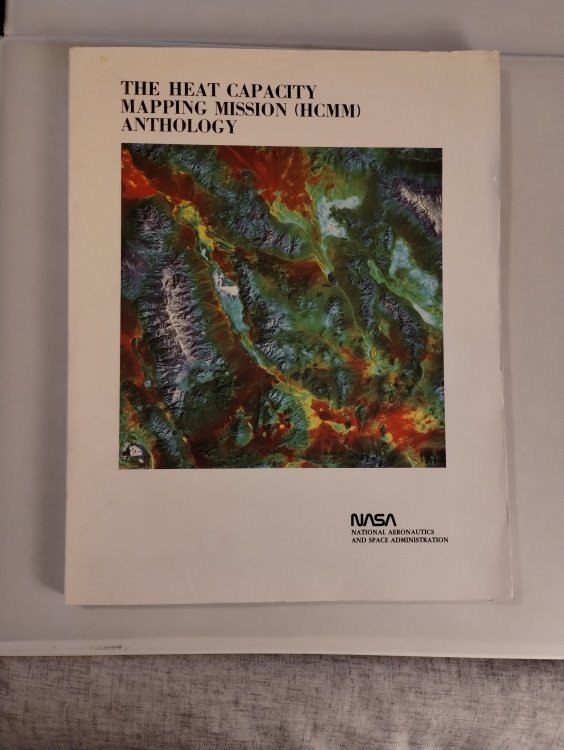 THE HEAT CAPACITY
MAPPING MISSION (HCMM)
ANTHOLOGY
NASA
NATIONAL AERONAUTICS
AND SPACE ADMINISTRATION